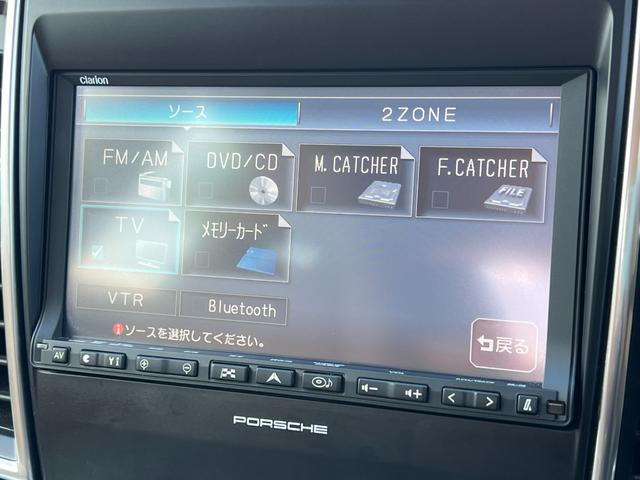 Clarion
ソース
2ZONE
FM/AM
DVD/CD
M.CATCHER
F.CATCHER
FILE
TV
メモリーカード
VTR
Bluetooth
ソースを選択してください。
戻る
AV
PORSCHE